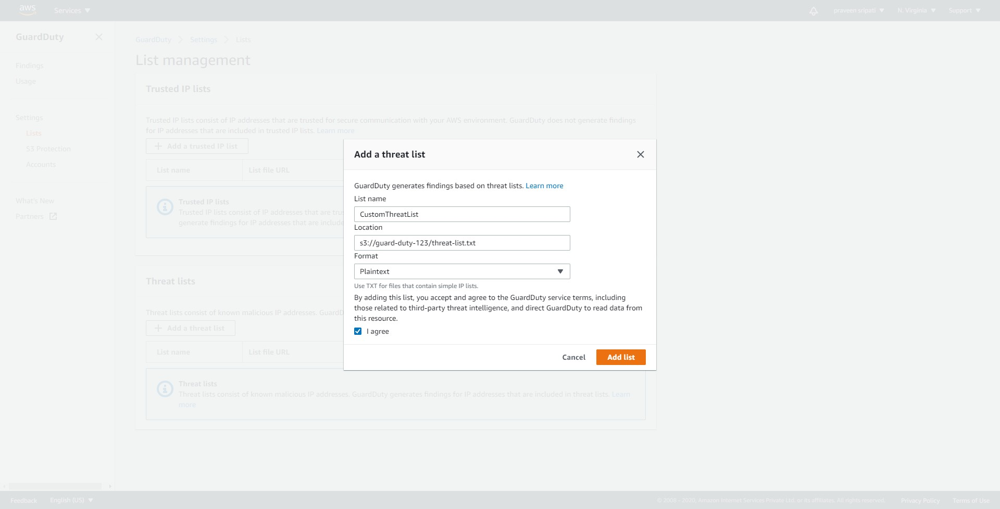 aws
Services
praveen sripati
N. Virginia
Support
GuardDuty
Findings
Usage
Settings
Lists
S3 Protection
Accounts
What's New
Partners
GuardDuty
Settings
Lists
List management
Trusted IP lists
Trusted IP lists consist of IP addresses that are trusted for secure communication with your AWS environment. GuardDuty does not generate findings
for IP addresses that are included in trusted IP lists. Learn more
Add a trusted IP list
List name
List file URL
Trusted IP lists
Trusted IP lists consist of IP addresses that are
generate findings for IP addresses that are
Threat lists
Threat lists consist of known malicious IP addresses.
Add a threat list
List name
List file URL
Threat lists
Threat lists consist of known malicious IP addresses. GuardDuty generates findings for IP addresses that are included in threat lists. Learn
more
Add a threat list
GuardDuty generates findings based on threat lists. Learn more
List name
CustomThreatList
Location
s3://guard-duty-123/threat-list.txt
Format
Plaintext
Use TXT for files that contain simple IP lists.
By adding this list, you accept and agree to the GuardDuty service terms, including
those related to third-party threat intelligence, and direct GuardDuty to read data from
this resource.
I agree
Cancel
Add list
Feedback
English (US)
© 2008 - 2020, Amazon Internet Services Private Ltd. or its affiliates. All rights reserved.
Privacy Policy
Terms of Use